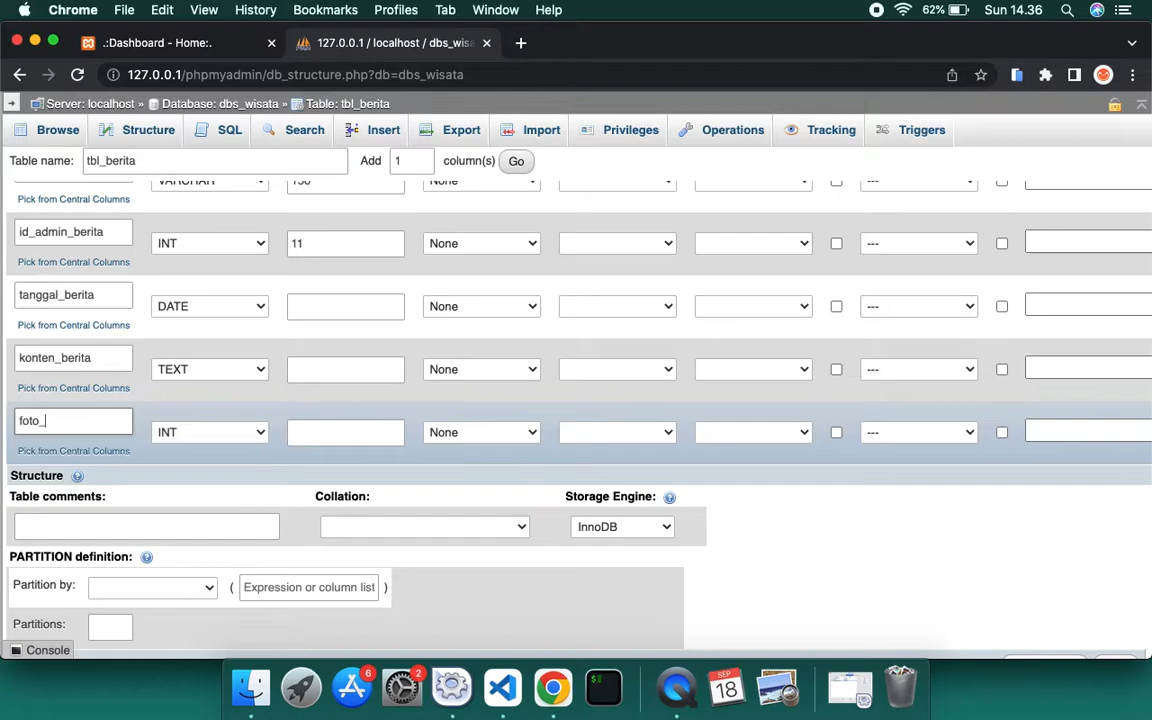 Chrome File Edit View History Bookmarks Profiles Tab Window Help 62% Sun 14.36
.:Dashboard - Home:. 127.0.0.1 / localhost / dbs_wisa
127.0.0.1/phpmyadmin/db_structure.php?db=dbs_wisata
Server: localhost » Database: dbs_wisata » Table: tbl_berita
Browse Structure SQL Search Insert Export Import Privileges Operations Tracking Triggers
Table name: tbl_berita Add 1 column(s) Go
VARCHAR 150 None
Pick from Central Columns
id_admin_berita INT 11 None ---
Pick from Central Columns
tanggal_berita DATE None ---
Pick from Central Columns
konten_berita TEXT None ---
Pick from Central Columns
foto_ INT None ---
Pick from Central Columns
Structure
Table comments: Collation: Storage Engine:
InnoDB
PARTITION definition:
Partition by: ( Expression or column list )
Partitions:
Console
6 2 SEP 18